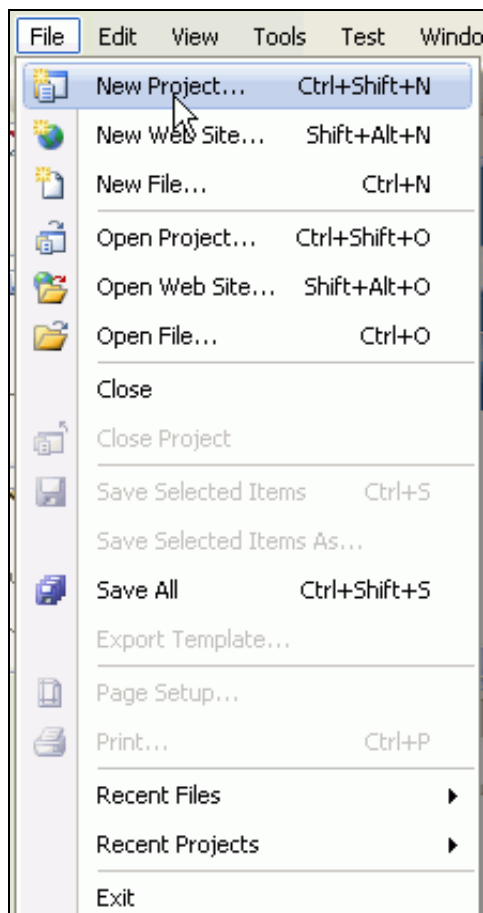 File Edit View Tools Test Windo
New Project... Ctrl+Shift+N
New Web Site... Shift+Alt+N
New File... Ctrl+N
Open Project... Ctrl+Shift+O
Open Web Site... Shift+Alt+O
Open File... Ctrl+O
Close
Close Project
Save Selected Items Ctrl+S
Save Selected Items As...
Save All Ctrl+Shift+S
Export Template...
Page Setup...
Print... Ctrl+P
Recent Files
Recent Projects
Exit